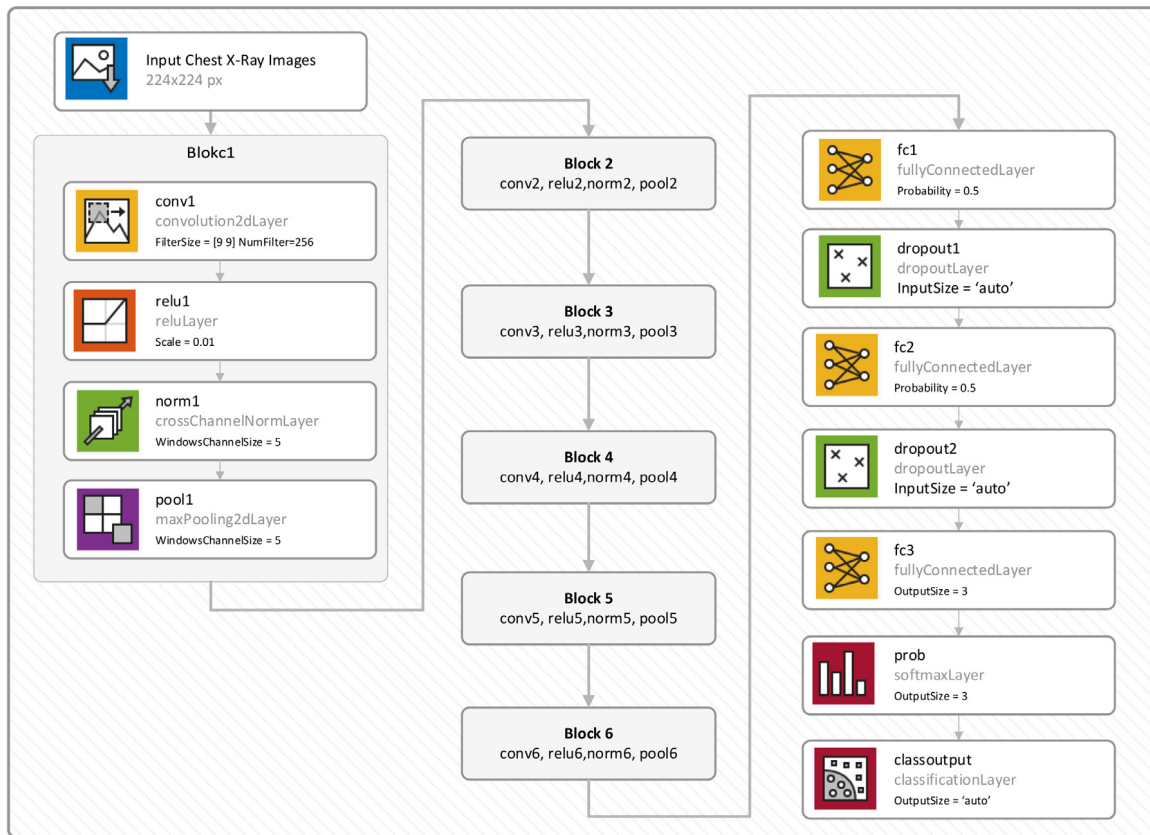 Input Chest X-Ray Images
224x224 px
Blokc1
conv1
convolution2dLayer
FilterSize = [9 9] NumFilter=256
relu1
reluLayer
Scale = 0.01
norm1
crossChannelNormLayer
WindowsChannelSize = 5
pool1
maxPooling2dLayer
WindowsChannelSize = 5
Block 2
conv2, relu2,norm2, pool2
Block 3
conv3, relu3,norm3, pool3
Block 4
conv4, relu4,norm4, pool4
Block 5
conv5, relu5,norm5, pool5
Block 6
conv6, relu6,norm6, pool6
fc1
fullyConnectedLayer
Probability = 0.5
dropout1
dropoutLayer
InputSize = ‘auto’
fc2
fullyConnectedLayer
Probability = 0.5
dropout2
dropoutLayer
InputSize = ‘auto’
fc3
fullyConnectedLayer
OutputSize = 3
prob
softmaxLayer
OutputSize = 3
classoutput
classificationLayer
OutputSize = ‘auto’